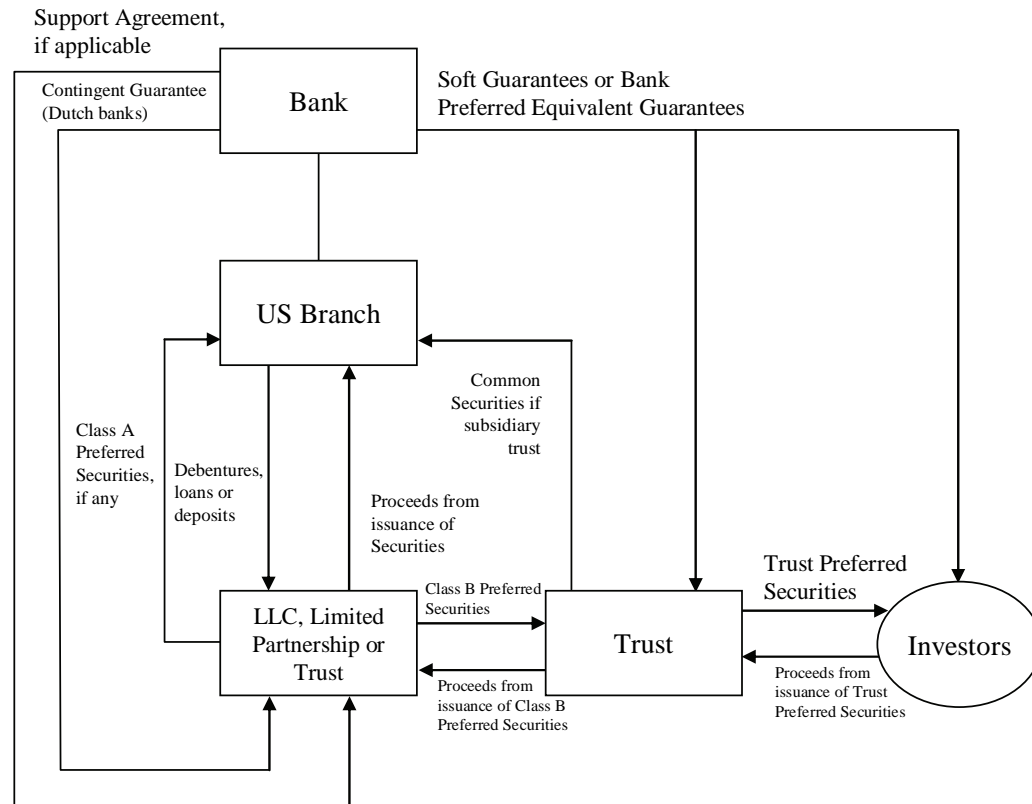 Support Agreement,
if applicable
Contingent Guarantee
(Dutch banks)
Bank
Soft Guarantees or Bank
Preferred Equivalent Guarantees
US Branch
Common
Securities if
subsidiary
trust
Class A
Preferred
Securities,
if any
Debentures,
loans or
deposits
Proceeds from
issuance of
Securities
LLC, Limited
Partnership or
Trust
Class B Preferred
Securities
Proceeds from
issuance of Class B
Preferred Securities
Trust
Trust Preferred
Securities
Proceeds from
issuance of Trust
Preferred Securities
Investors